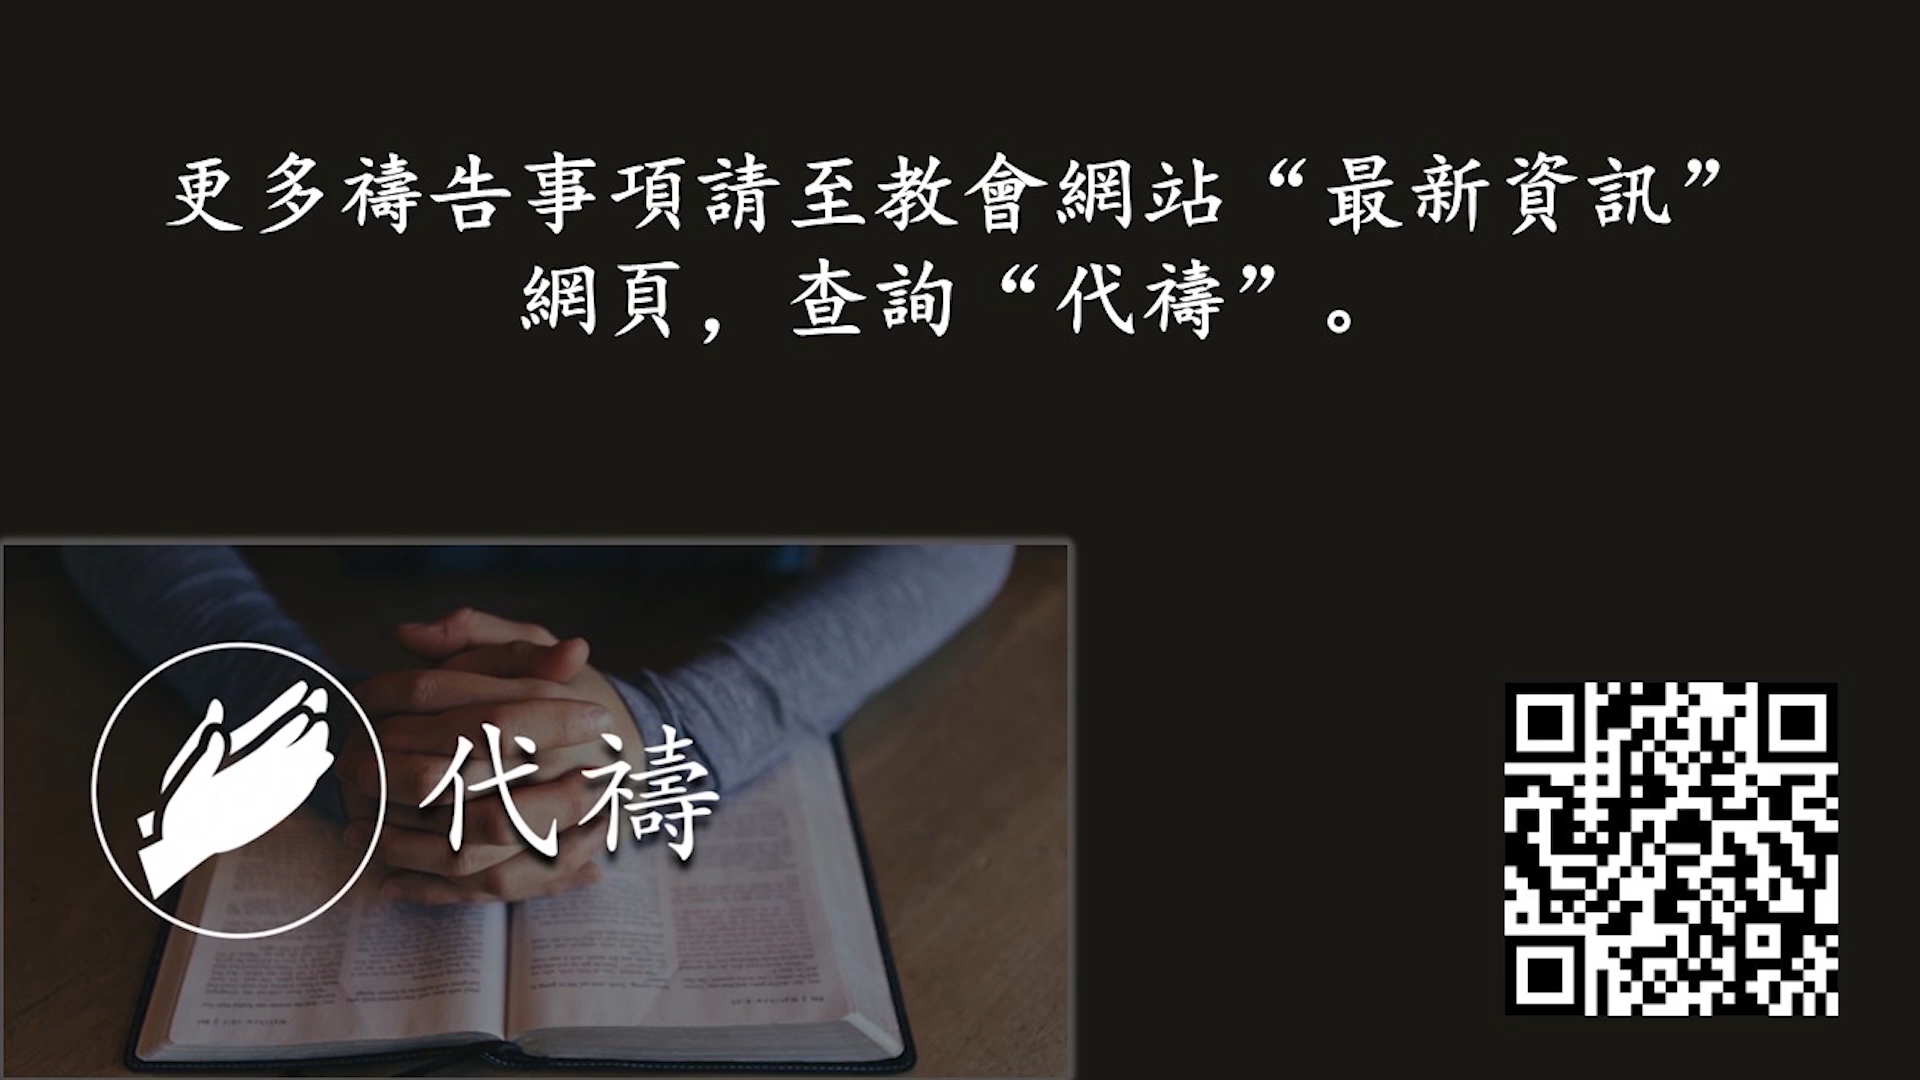 更多禱告事項請至教會網站“最新資訊”
網頁，查詢“代禱”。
代禱